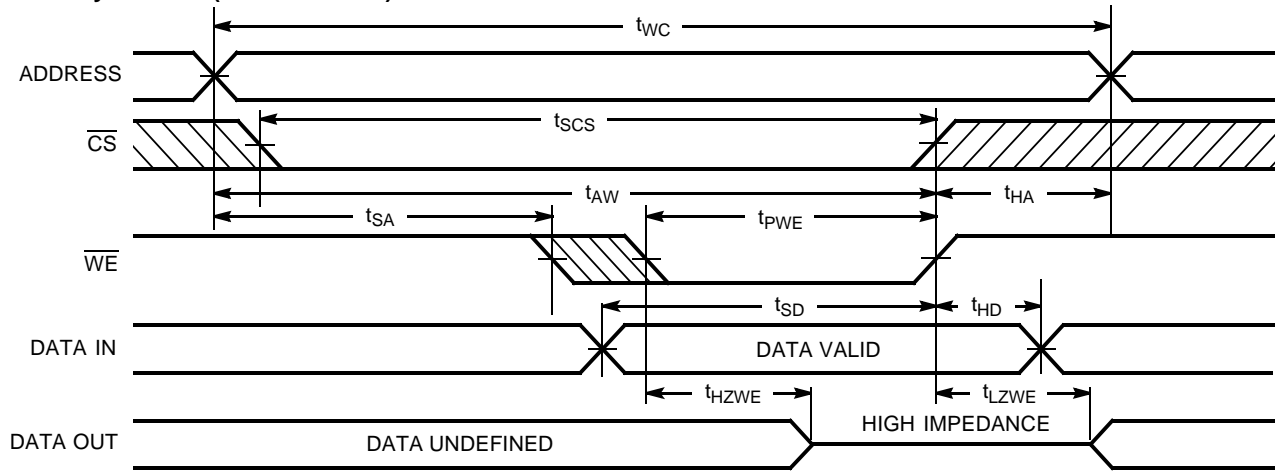 tWC
ADDRESS
tSCS
CS
tAW
tHA
tSA
tPWE
WE
tSD
tHD
DATA IN
DATA VALID
tHZWE
tLZWE
HIGH IMPEDANCE
DATA OUT
DATA UNDEFINED